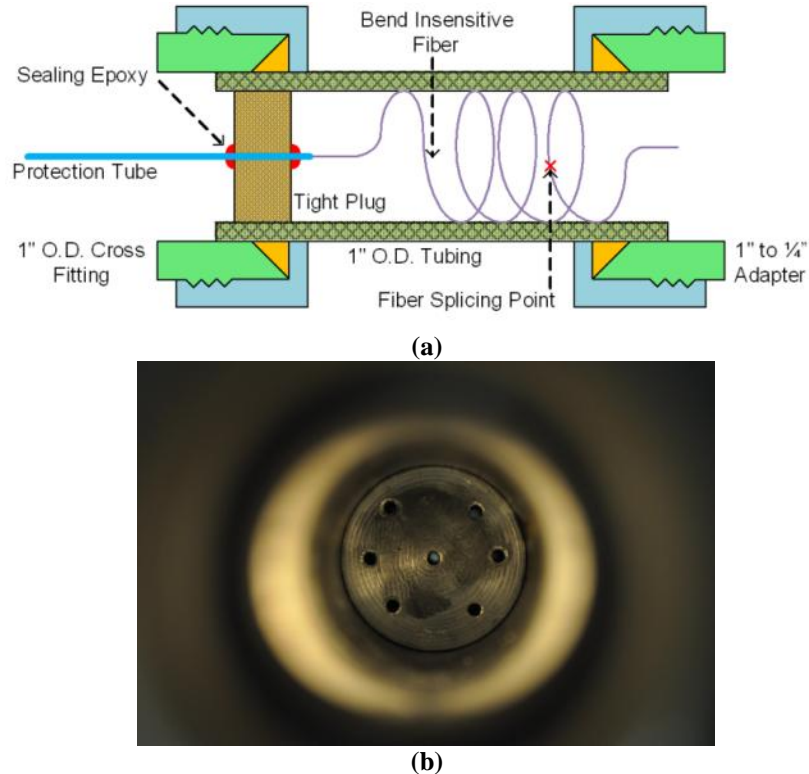 Bend Insensitive
Fiber
Sealing Epoxy
Protection Tube
Tight Plug
1" O.D. Cross
Fitting
1" O.D. Tubing
1" to ¼"
Adapter
Fiber Splicing Point
(a)
(b)